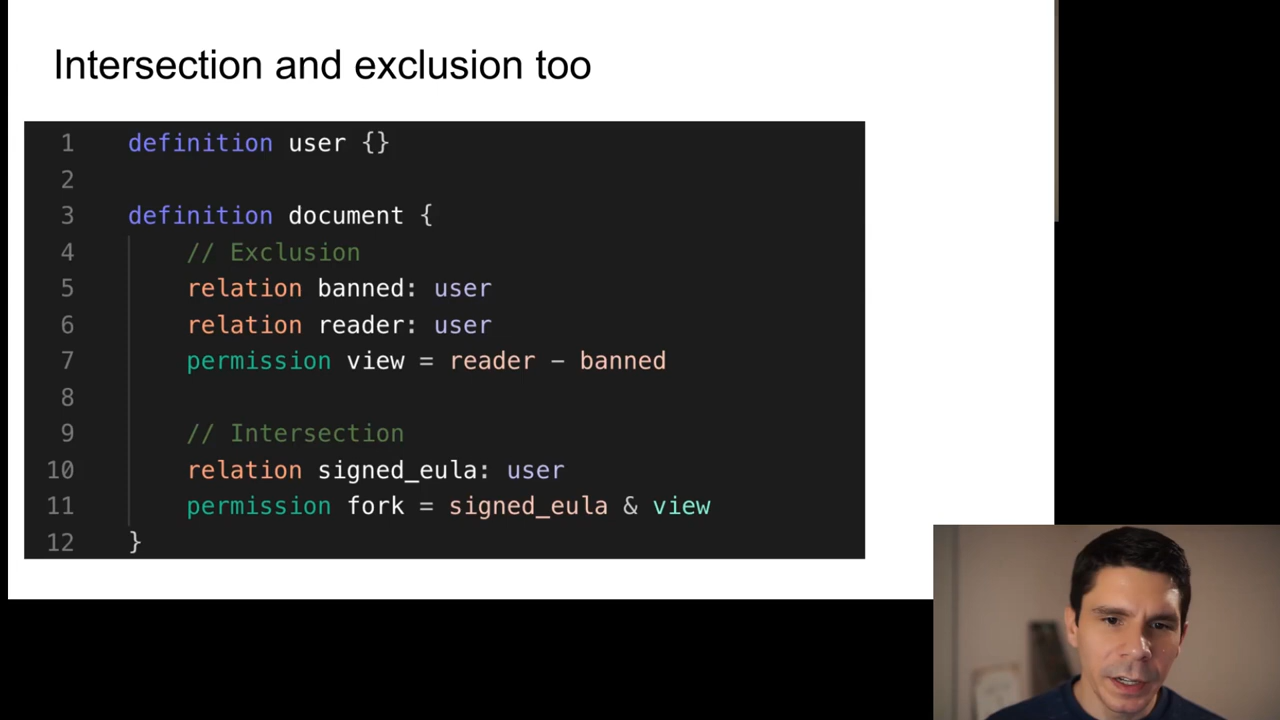 Intersection and exclusion too
1 definition user {}
2
3 definition document {
4 // Exclusion
5 relation banned: user
6 relation reader: user
7 permission view = reader - banned
8
9 // Intersection
10 relation signed_eula: user
11 permission fork = signed_eula & view
12 }